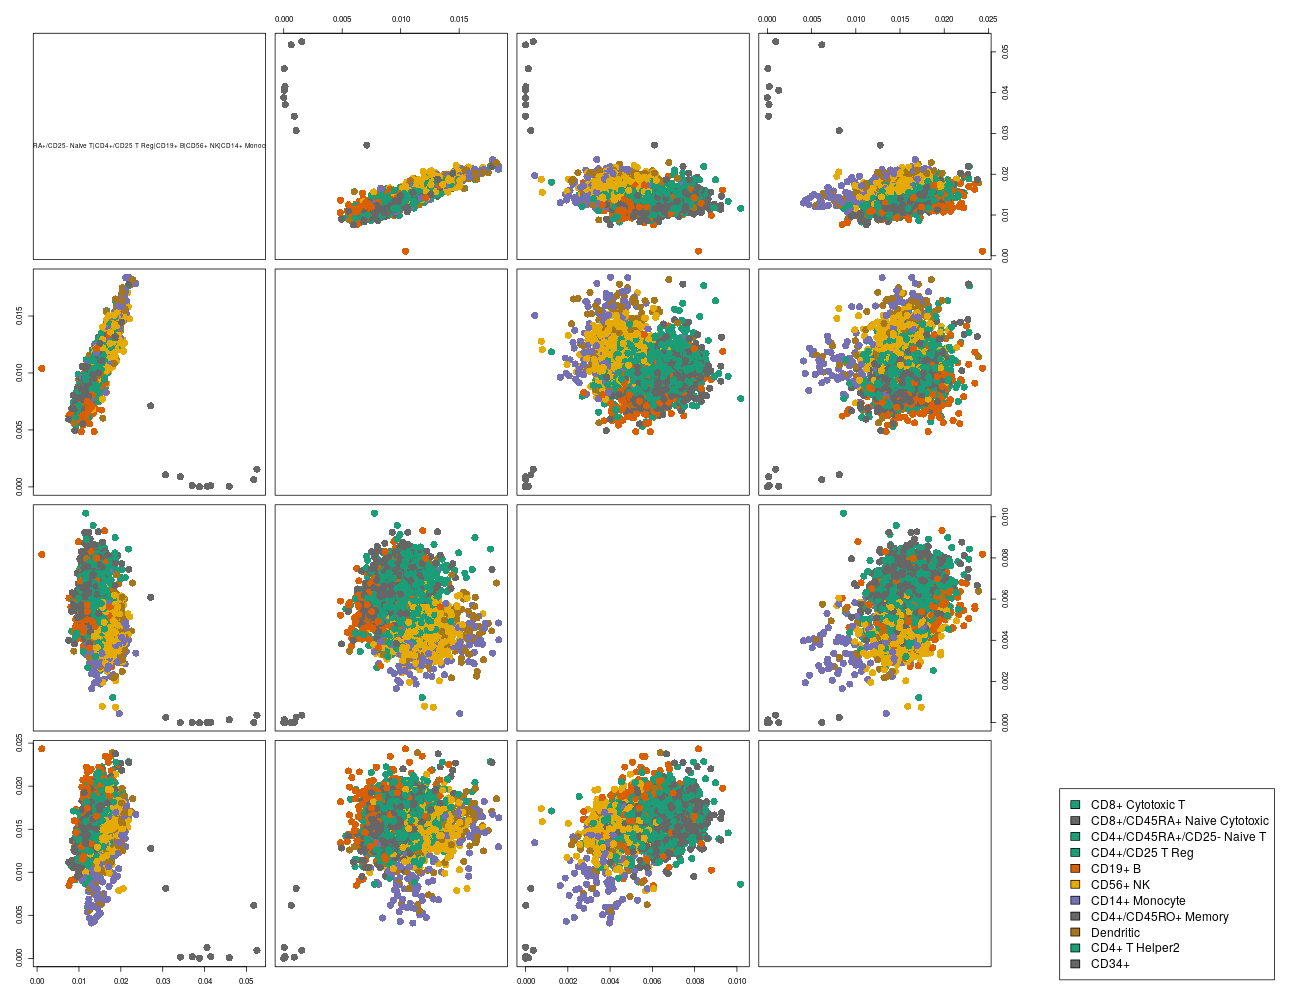 0.000 0.005 0.010 0.015 0.000 0.005 0.010 0.015 0.020 0.025
RA+/CD25- Naive T|CD4+/CD25 T Reg|CD19+ B|CD56+ NK|CD14+ Monoc
0.00 0.01 0.02 0.03 0.04 0.05
0.000 0.005 0.010 0.015
0.000 0.002 0.004 0.006 0.008 0.010
0.000 0.005 0.010 0.015 0.020 0.025
0.00 0.01 0.02 0.03 0.04 0.05 0.000 0.002 0.004 0.006 0.008 0.010
CD8+ Cytotoxic T
CD8+/CD45RA+ Naive Cytotoxic
CD4+/CD45RA+/CD25- Naive T
CD4+/CD25 T Reg
CD19+ B
CD56+ NK
CD14+ Monocyte
CD4+/CD45RO+ Memory
Dendritic
CD4+ T Helper2
CD34+